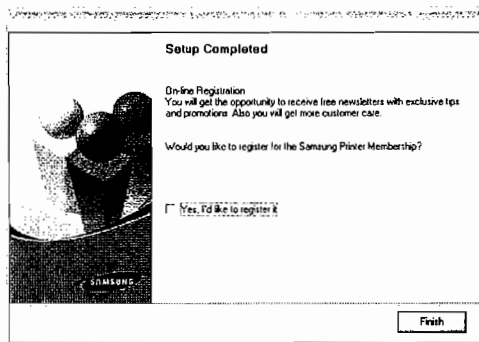 Setup Completed
On-line Registration
You will get the opportunity to receive free newsletters with exclusive tips
and promotions. Also you will get more customer care.
Would you like to register for the Samsung Printer Membership?
Yes, I'd like to register it
SAMSUNG
Finish